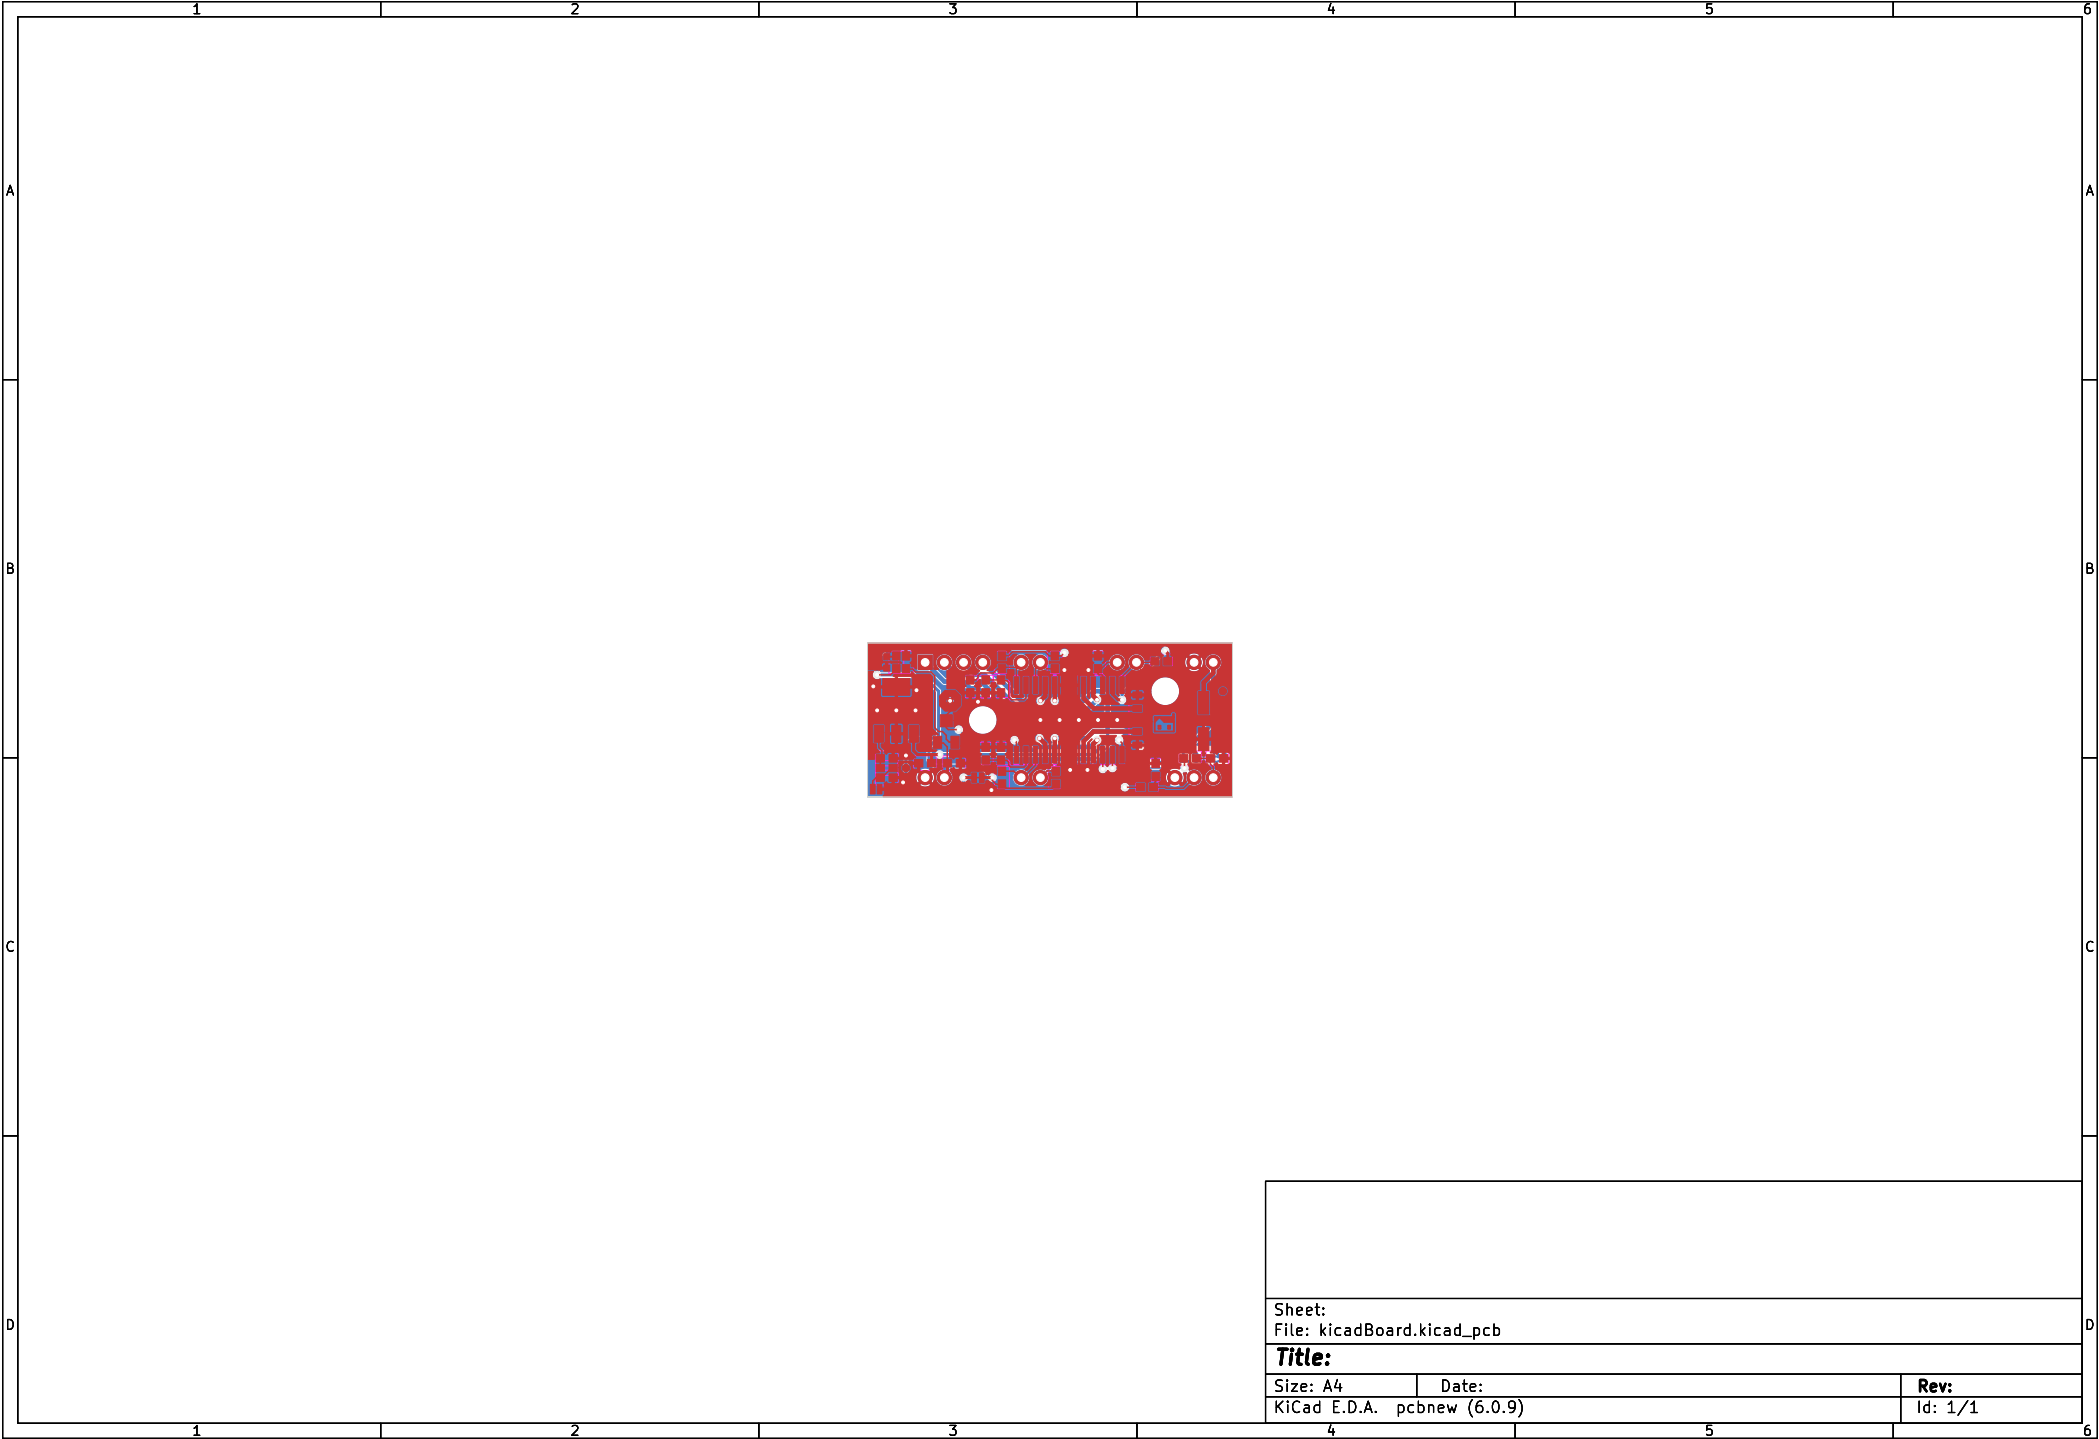 1 2 3 4 5 6
A A
B B
C C
Sheet:
File: kicadBoard.kicad_pcb
D D
Title:
Size: A4 Date: Rev:
KiCad E.D.A. pcbnew (6.0.9) Id: 1/1
1 2 3 4 5 6